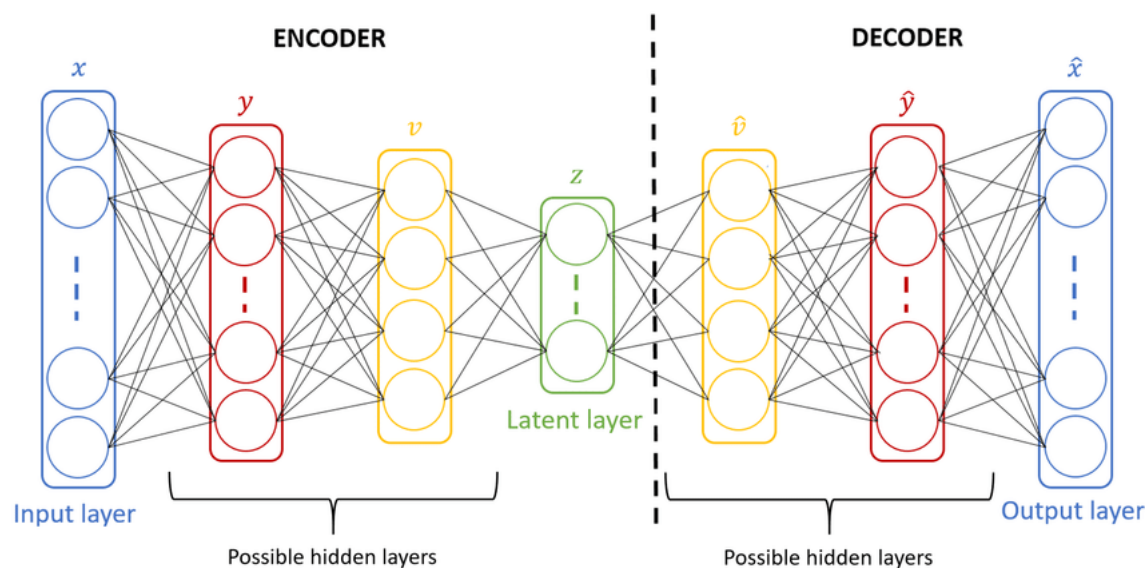 ENCODER
DECODER
x
y
v
z
v̂
ŷ
x̂
Latent layer
Input layer
Output layer
Possible hidden layers
Possible hidden layers